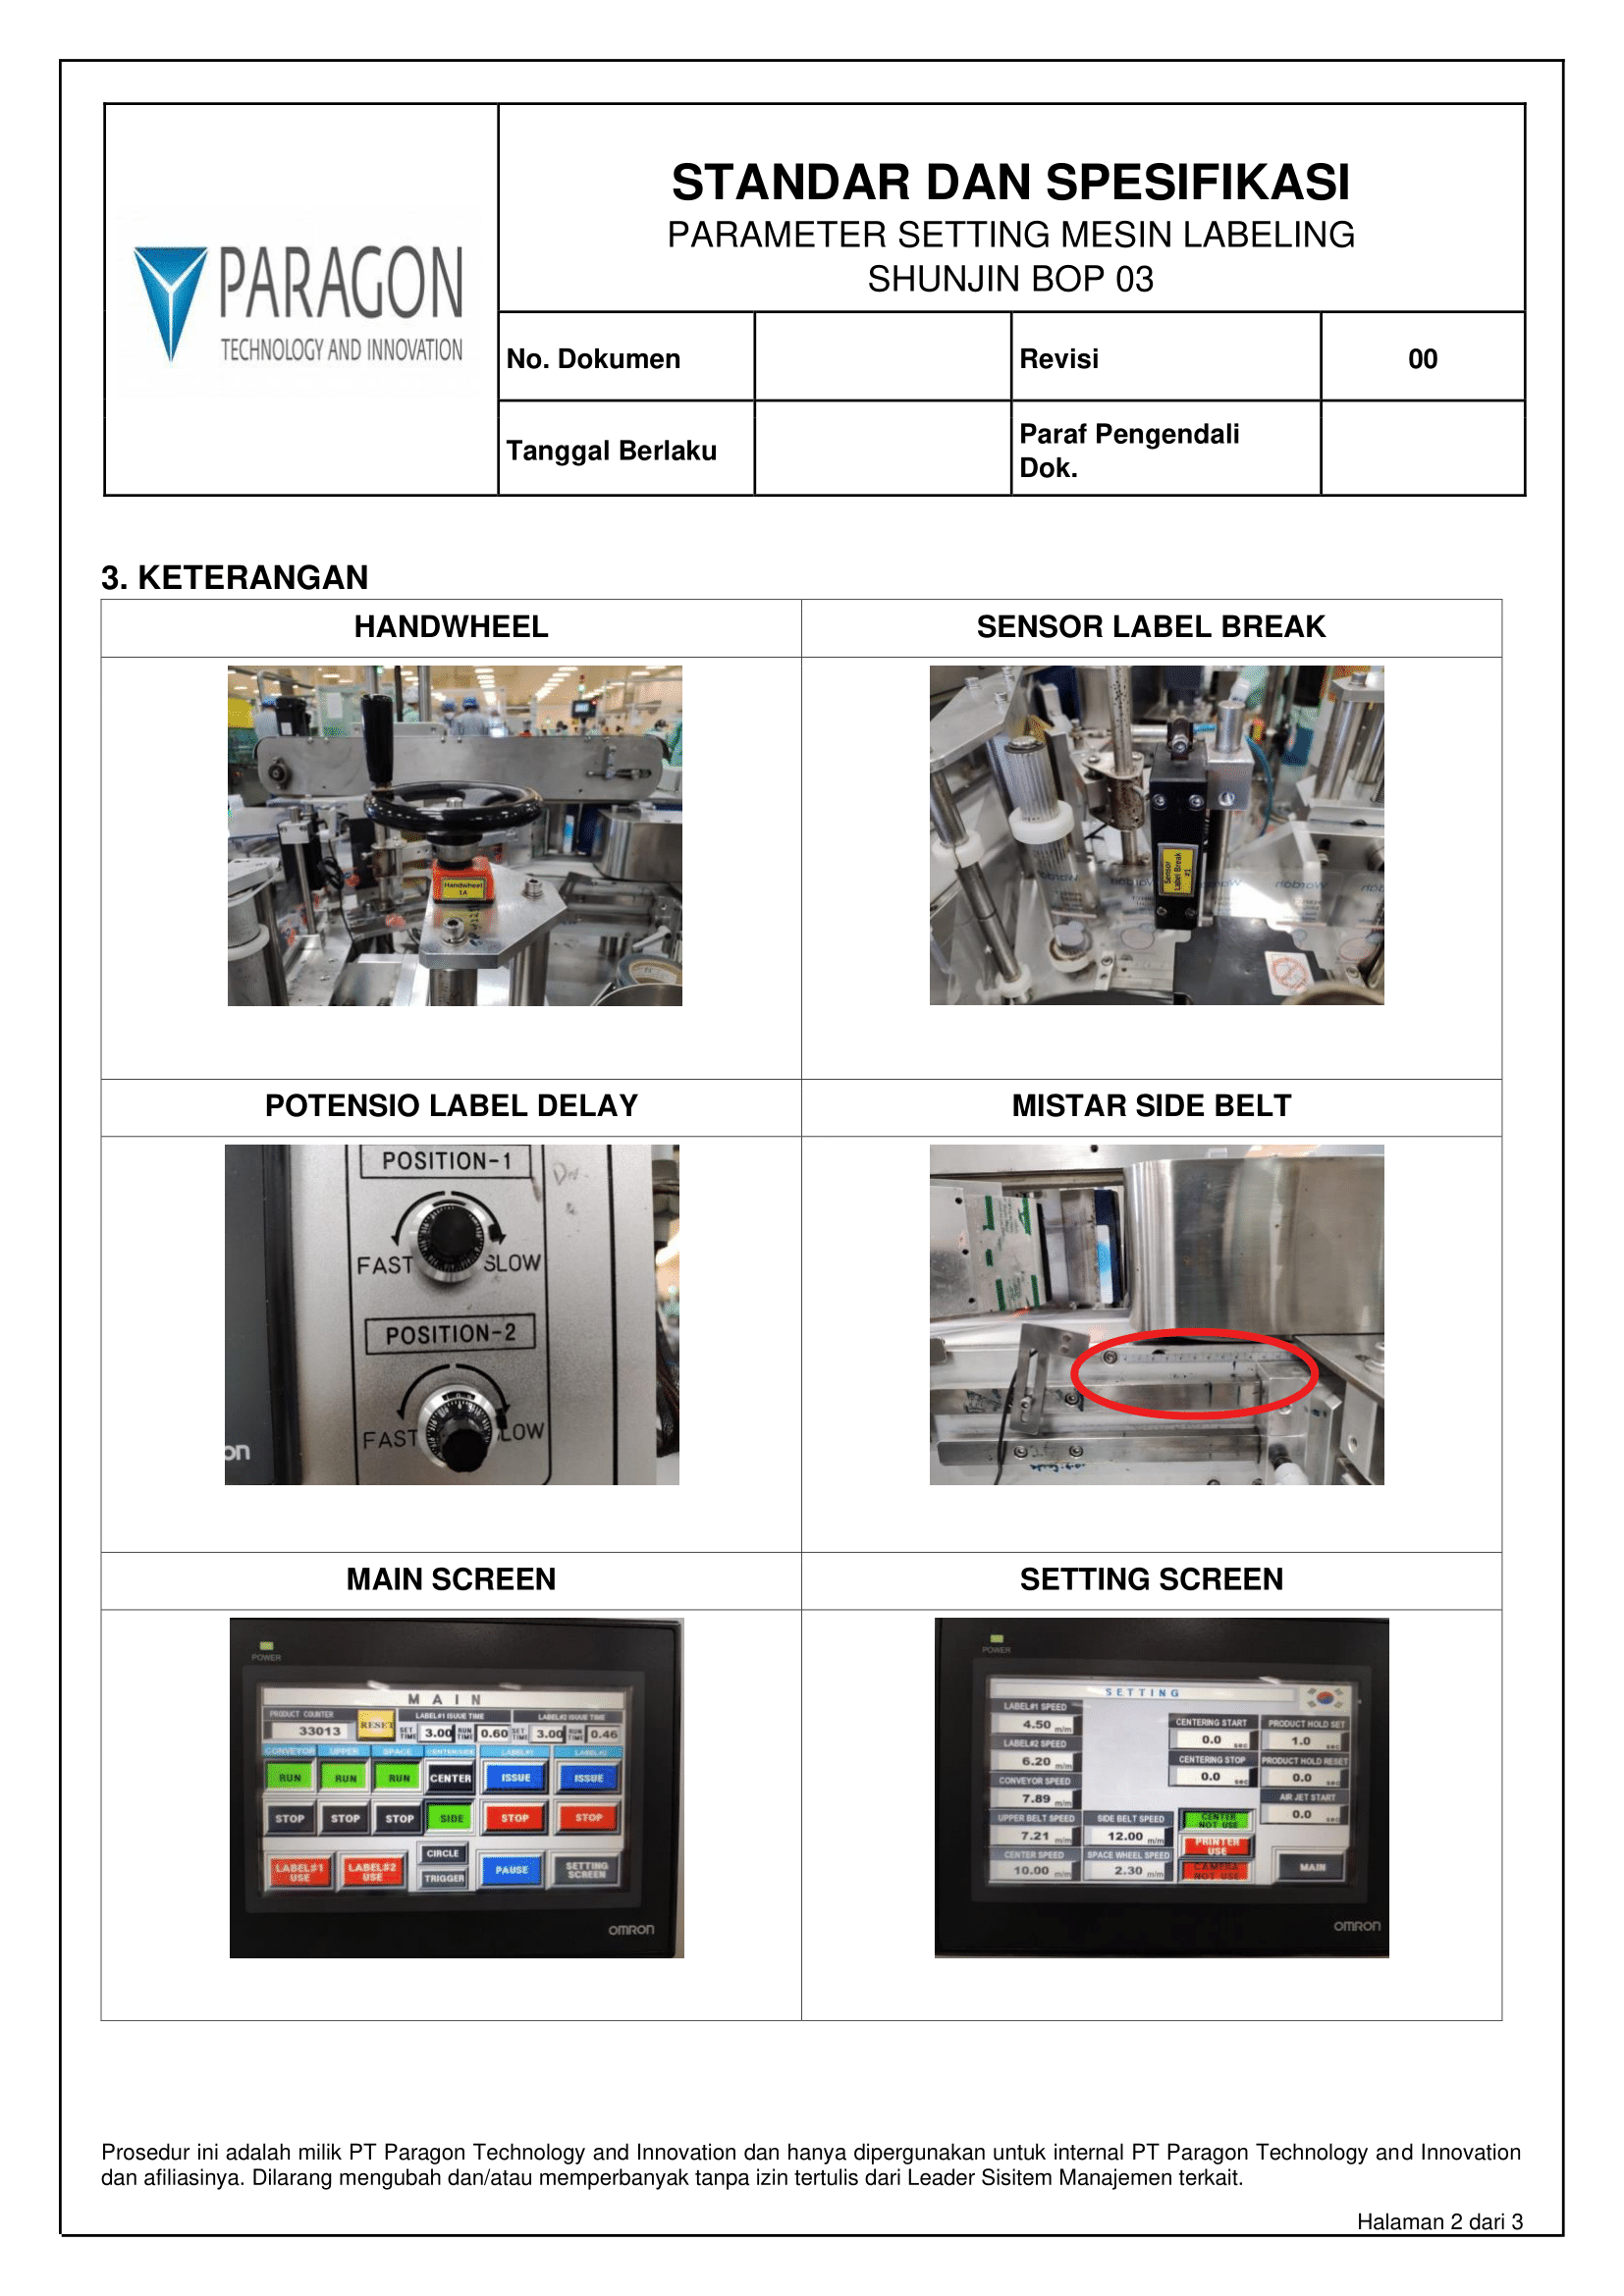 PARAGON
TECHNOLOGY AND INNOVATION
STANDAR DAN SPESIFIKASI
PARAMETER SETTING MESIN LABELING
SHUNJIN BOP 03
No. Dokumen
Revisi
00
Tanggal Berlaku
Paraf Pengendali
Dok.
3. KETERANGAN
HANDWHEEL
SENSOR LABEL BREAK
Handwheel
1A
Sensor
Label Break
#1
POTENSIO LABEL DELAY
MISTAR SIDE BELT
POSITION-1
FAST SLOW
POSITION-2
FAST SLOW
MAIN SCREEN
SETTING SCREEN
POWER
MAIN
PRODUCT COUNTER
33013
RESET
LABEL#1 ISUUE TIME
LABEL#2 ISUUE TIME
SET TIME 3.00 RUN TIME 0.60 SET TIME 3.00 RUN TIME 0.46
CONVEYOR UPPER SPACE CENTER/SIDE LABEL#1 LABEL#2
RUN RUN RUN CENTER ISSUE ISSUE
STOP STOP STOP SIDE STOP STOP
LABEL#1 USE
LABEL#2 USE
CIRCLE
TRIGGER
PAUSE
SETTING SCREEN
OMRON
POWER
SETTING
LABEL#1 SPEED
4.50 m/m
LABEL#2 SPEED
6.20 m/m
CONVEYOR SPEED
7.89 m/m
UPPER BELT SPEED
7.21 m/m
CENTER SPEED
10.00 m/m
SIDE BELT SPEED
12.00 m/m
SPACE WHEEL SPEED
2.30 m/m
CENTERING START
0.0 sec
CENTERING STOP
0.0 sec
PRODUCT HOLD SET
1.0 sec
PRODUCT HOLD RESET
0.0 sec
AIR JET START
0.0 sec
CENTER NOT USE
PRINTER USE
CAMERA NOT USE
MAIN
OMRON
Prosedur ini adalah milik PT Paragon Technology and Innovation dan hanya dipergunakan untuk internal PT Paragon Technology and Innovation
dan afiliasinya. Dilarang mengubah dan/atau memperbanyak tanpa izin tertulis dari Leader Sisitem Manajemen terkait.
Halaman 2 dari 3